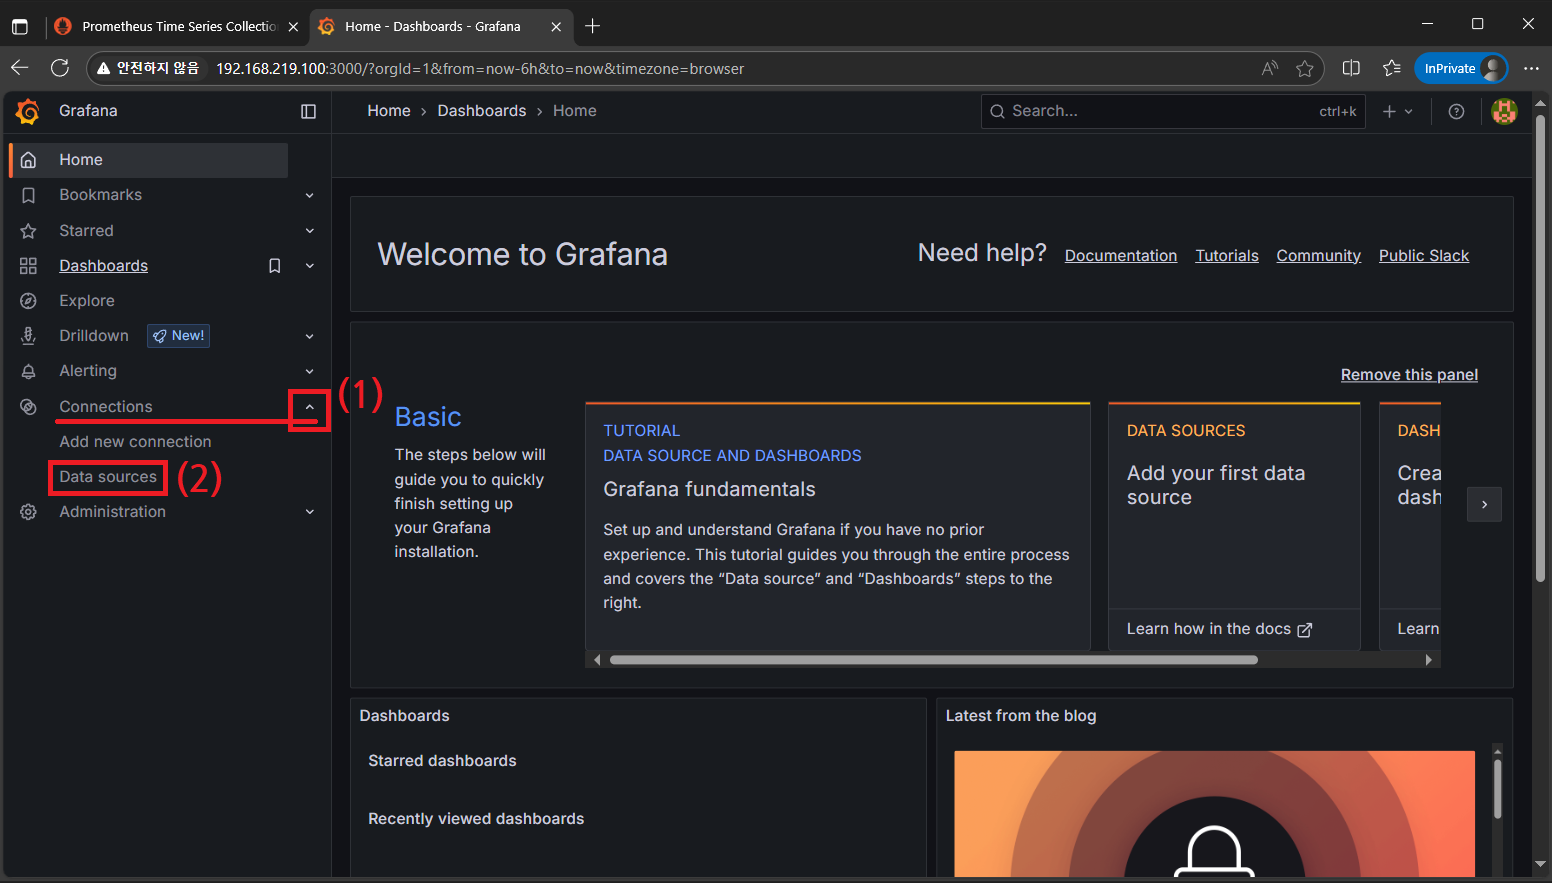 Prometheus Time Series Collectio
Home - Dashboards - Grafana
안전하지 않음
192.168.219.100:3000/?orgId=1&from=now-6h&to=now&timezone=browser
InPrivate
Grafana
Home › Dashboards › Home
Search...
ctrl+k
Home
Bookmarks
Starred
Dashboards
Explore
Drilldown
New!
Alerting
Connections
(1)
Add new connection
Data sources
(2)
Administration
Welcome to Grafana
Need help?
Documentation
Tutorials
Community
Public Slack
Remove this panel
Basic
The steps below will
guide you to quickly
finish setting up
your Grafana
installation.
TUTORIAL
DATA SOURCE AND DASHBOARDS
Grafana fundamentals
Set up and understand Grafana if you have no prior
experience. This tutorial guides you through the entire process
and covers the “Data source” and “Dashboards” steps to the
right.
DATA SOURCES
Add your first data
source
Learn how in the docs
DASH
Crea
dash
Learn
Dashboards
Starred dashboards
Recently viewed dashboards
Latest from the blog